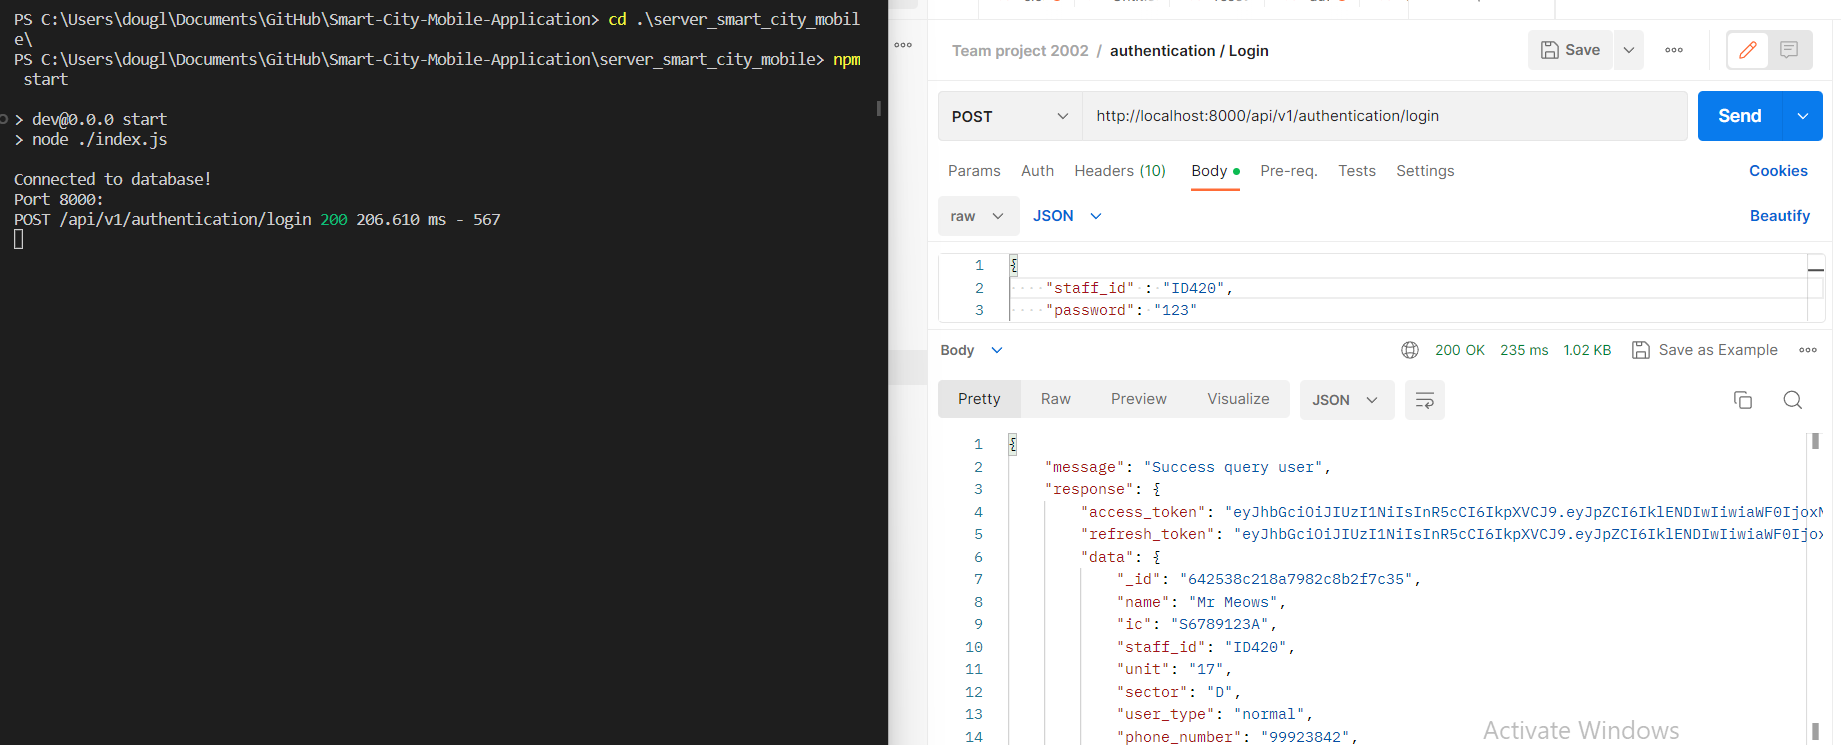 PS C:\Users\dougl\Documents\GitHub\Smart-City-Mobile-Application> cd .\server_smart_city_mobil
e\
PS C:\Users\dougl\Documents\GitHub\Smart-City-Mobile-Application\server_smart_city_mobile> npm
start
> dev@0.0.0 start
> node ./index.js
Connected to database!
Port 8000:
POST /api/v1/authentication/login 200 206.610 ms - 567
Team project 2002 / authentication / Login
Save
POST
http://localhost:8000/api/v1/authentication/login
Send
Params Auth Headers (10) Body Pre-req. Tests Settings
Cookies
raw
JSON
Beautify
1 {
2 "staff_id" : "ID420",
3 "password": "123"
Body
200 OK 235 ms 1.02 KB Save as Example
Pretty Raw Preview Visualize JSON
1 {
2 "message": "Success query user",
3 "response": {
4 "access_token": "eyJhbGciOiJIUzI1NiIsInR5cCI6IkpXVCJ9.eyJpZCI6IklENDIwIiwiaWF0Ijox
5 "refresh_token": "eyJhbGciOiJIUzI1NiIsInR5cCI6IkpXVCJ9.eyJpZCI6IklENDIwIiwiaWF0Ijox
6 "data": {
7 "_id": "642538c218a7982c8b2f7c35",
8 "name": "Mr Meows",
9 "ic": "S6789123A",
10 "staff_id": "ID420",
11 "unit": "17",
12 "sector": "D",
13 "user_type": "normal",
14 "phone_number": "99923842",
Activate Windows